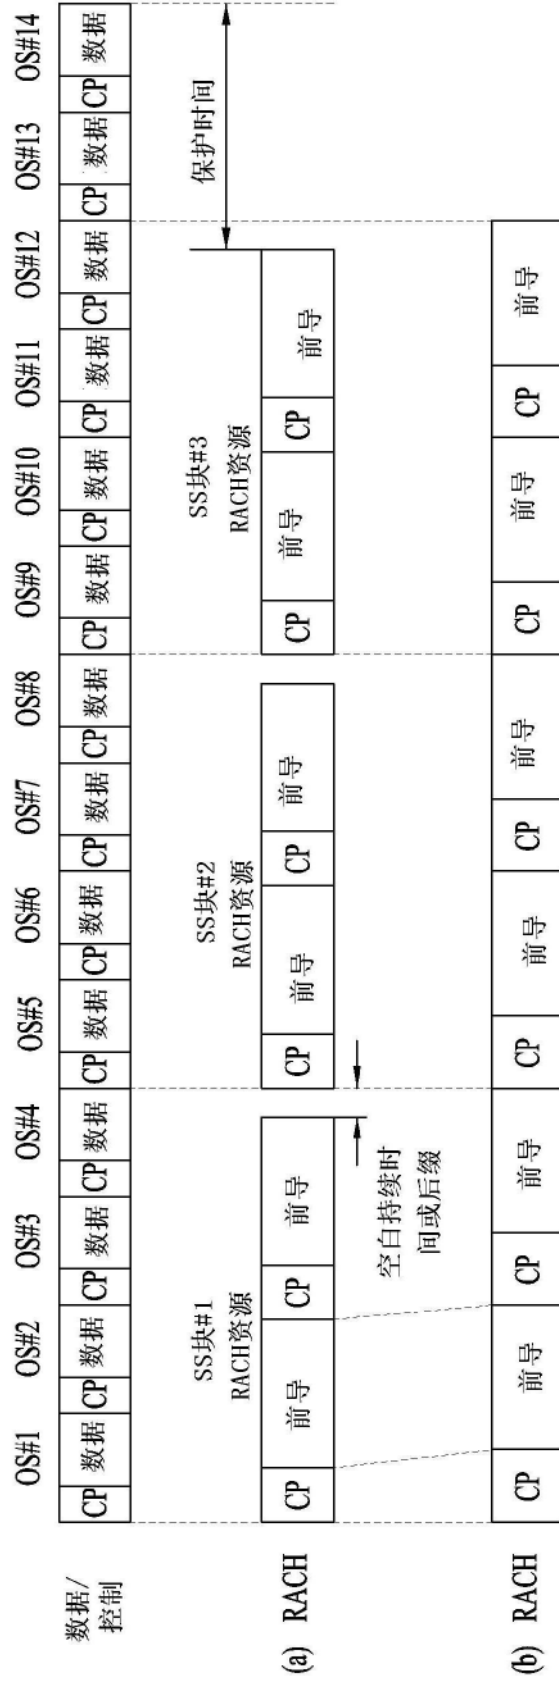 OS#1 OS#2 OS#3 OS#4 OS#5 OS#6 OS#7 OS#8 OS#9 OS#10 OS#11 OS#12 OS#13 OS#14
数据/
控制
CP 数据 CP 数据 CP 数据 CP 数据 CP 数据 CP 数据 CP 数据 CP 数据 CP 数据 CP 数据 CP 数据 CP 数据 CP 数据 CP 数据
SS块#1
RACH资源
SS块#2
RACH资源
SS块#3
RACH资源
保护时间
(a) RACH
CP 前导 CP 前导 CP 前导 CP 前导 CP 前导 CP 前导
空白持续时
间或后缀
(b) RACH
CP 前导 CP 前导 CP 前导 CP 前导 CP 前导 CP 前导